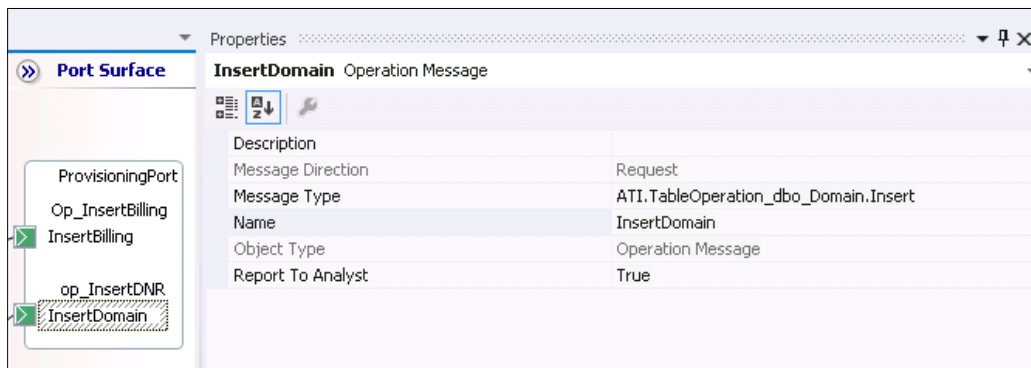 Properties
Port Surface
InsertDomain Operation Message
Description
Message Direction Request
Message Type ATI.TableOperation_dbo_Domain.Insert
Name InsertDomain
Object Type Operation Message
Report To Analyst True
ProvisioningPort
Op_InsertBilling
InsertBilling
op_InsertDNR
InsertDomain